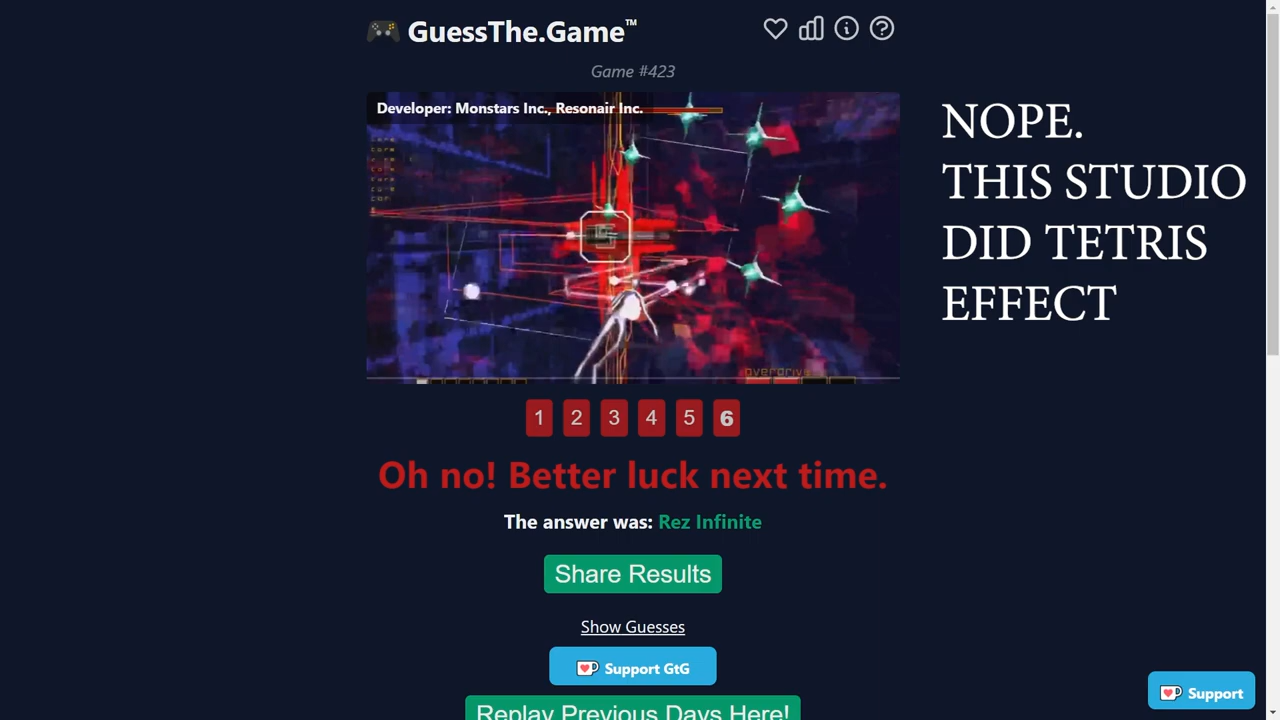 GuessThe.Game™
Game #423
Developer: Monstars Inc., Resonair Inc.
overdrive
NOPE.
THIS STUDIO
DID TETRIS
EFFECT
1 2 3 4 5 6
Oh no! Better luck next time.
The answer was: Rez Infinite
Share Results
Show Guesses
Support GtG
Support
Replay Previous Days Here!